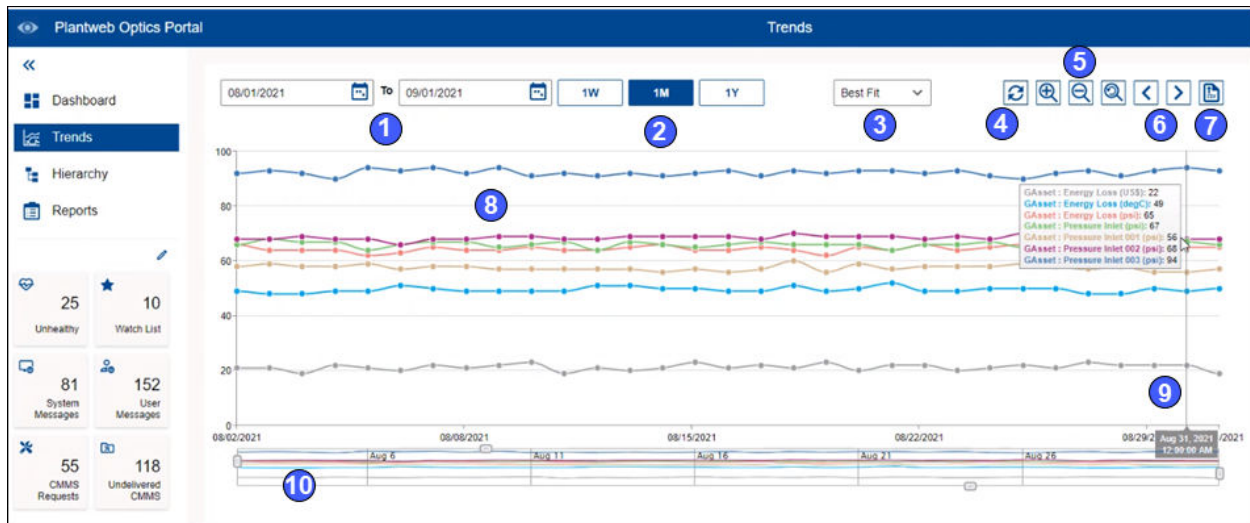 Plantweb Optics Portal
Trends
Dashboard
Trends
Hierarchy
Reports
25
Unhealthy
10
Watch List
81
System
Messages
152
User
Messages
55
CMMS
Requests
118
Undelivered
CMMS
08/01/2021
To
09/01/2021
1W
1M
1Y
Best Fit
1
2
3
4
5
6
7
8
9
10
100
80
60
40
20
0
GAsset : Energy Loss (US$): 22
GAsset : Energy Loss (degC): 49
GAsset : Energy Loss (psi): 65
GAsset : Pressure Inlet (psi): 67
GAsset : Pressure Inlet 001 (psi): 56
GAsset : Pressure Inlet 002 (psi): 68
GAsset : Pressure Inlet 003 (psi): 94
08/02/2021
08/08/2021
08/15/2021
08/22/2021
08/29/2
/2021
Aug 31, 2021
12:00:00 AM
Aug 6
Aug 11
Aug 16
Aug 21
Aug 26